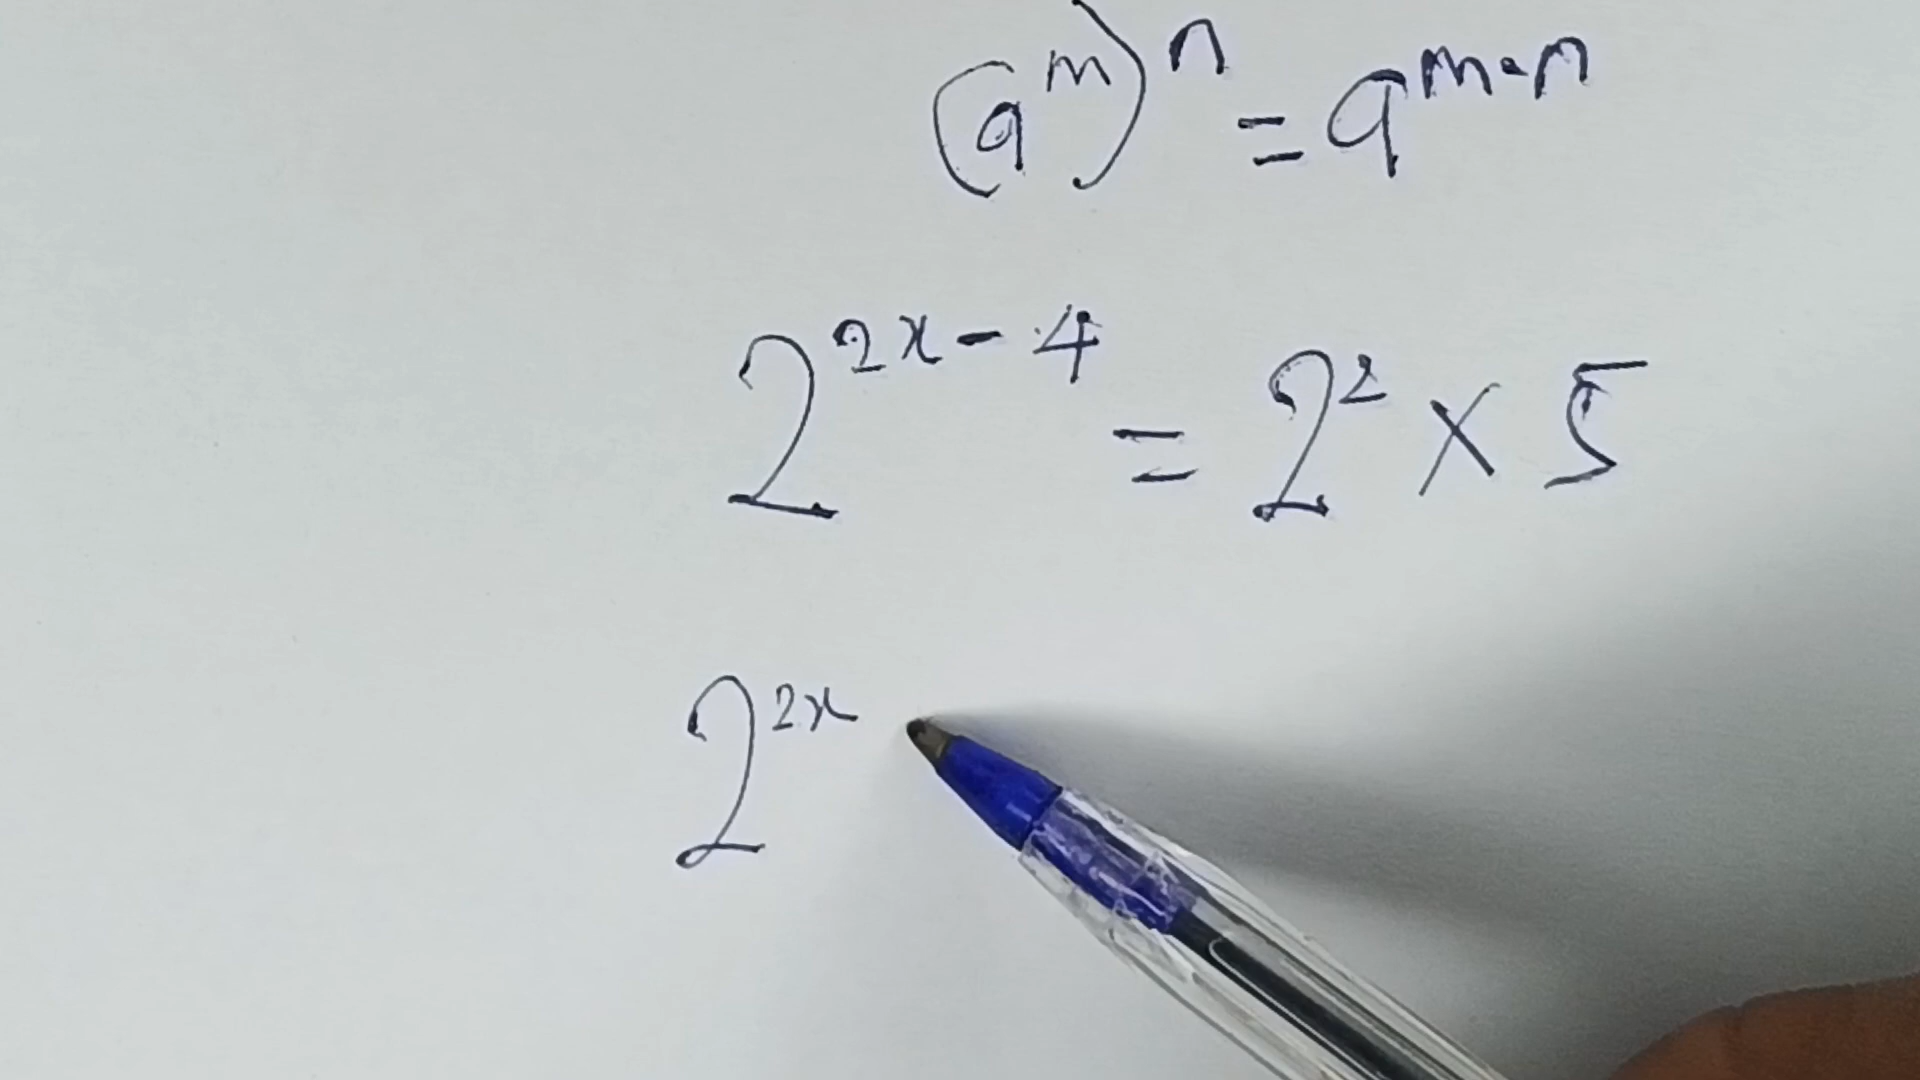 (a^m)^n = a^{m·n}
2^{2x-4} = 2^2 × 5
2^{2x}